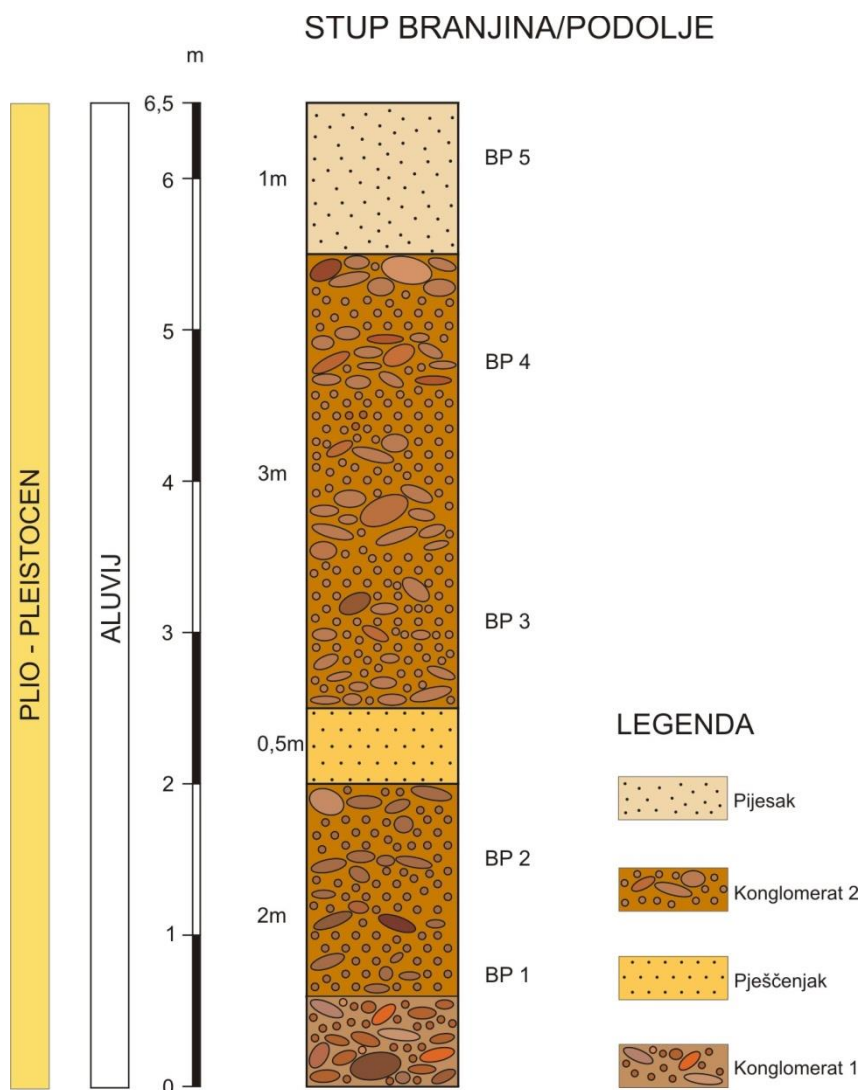 STUP BRANJINA/PODOLJE
m
6,5
6
5
4
3
2
1
0
PLIO - PLEISTOCEN
ALUVIJ
1m
3m
0,5m
2m
BP 5
BP 4
BP 3
BP 2
BP 1
LEGENDA
Pijesak
Konglomerat 2
Pješčenjak
Konglomerat 1